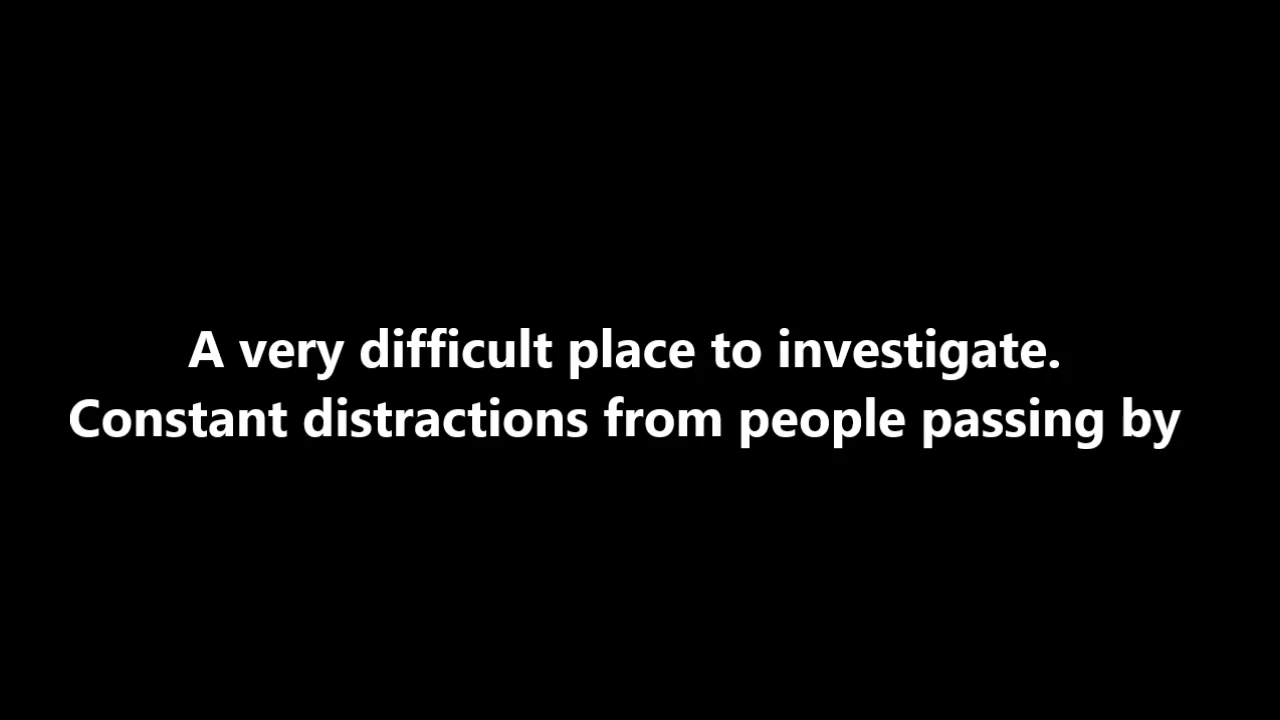 A very difficult place to investigate.
Constant distractions from people passing by